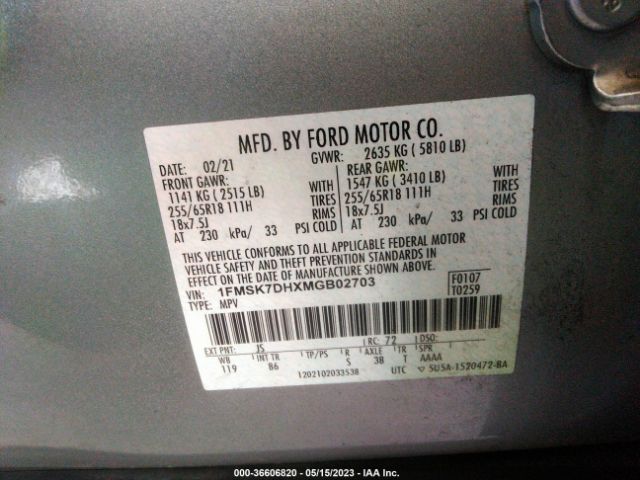 MFD. BY FORD MOTOR CO.
DATE: 02/21 GVWR: 2635 KG ( 5810 LB)
FRONT GAWR: REAR GAWR:
1141 KG ( 2515 LB) WITH 1547 KG ( 3410 LB) WITH
255/65R18 111H TIRES 255/65R18 111H TIRES
18x7.5J RIMS 18x7.5J RIMS
AT 230 kPa/ 33 PSI COLD AT 230 kPa/ 33 PSI COLD
THIS VEHICLE CONFORMS TO ALL APPLICABLE FEDERAL MOTOR
VEHICLE SAFETY AND THEFT PREVENTION STANDARDS IN
EFFECT ON THE DATE OF MANUFACTURE SHOWN ABOVE.
VIN: 1FMSK7DHXMGB02703 F0107
TYPE: MPV T0259
EXT PNT: JS RC: 72 DSO:
WB INT TR TP/PS R AXLE TR SPR
119 86 S 38 T AAAA
1202102033538 UTC 5U5A-1520472-BA
000-36606820 - 05/15/2023 - IAA Inc.